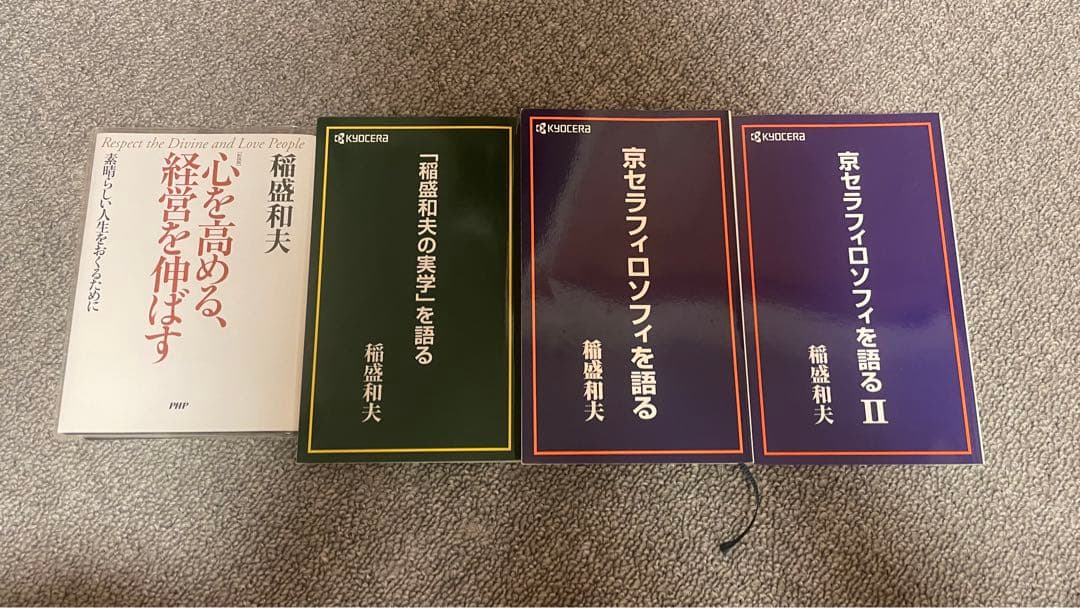 Respect the Divine and Love People
稲盛和夫
心を高める、
経営を伸ばす
素晴らしい人生をおくるために
PHP
KYOCERA
「稲盛和夫の実学」を語る
稲盛和夫
KYOCERA
京セラフィロソフィを語る
稲盛和夫
KYOCERA
京セラフィロソフィを語るⅡ
稲盛和夫